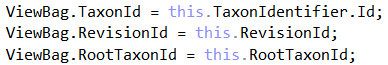 ViewBag.TaxonId = this.TaxonIdentifier.Id;
ViewBag.RevisionId = this.RevisionId;
ViewBag.RootTaxonId = this.RootTaxonId;